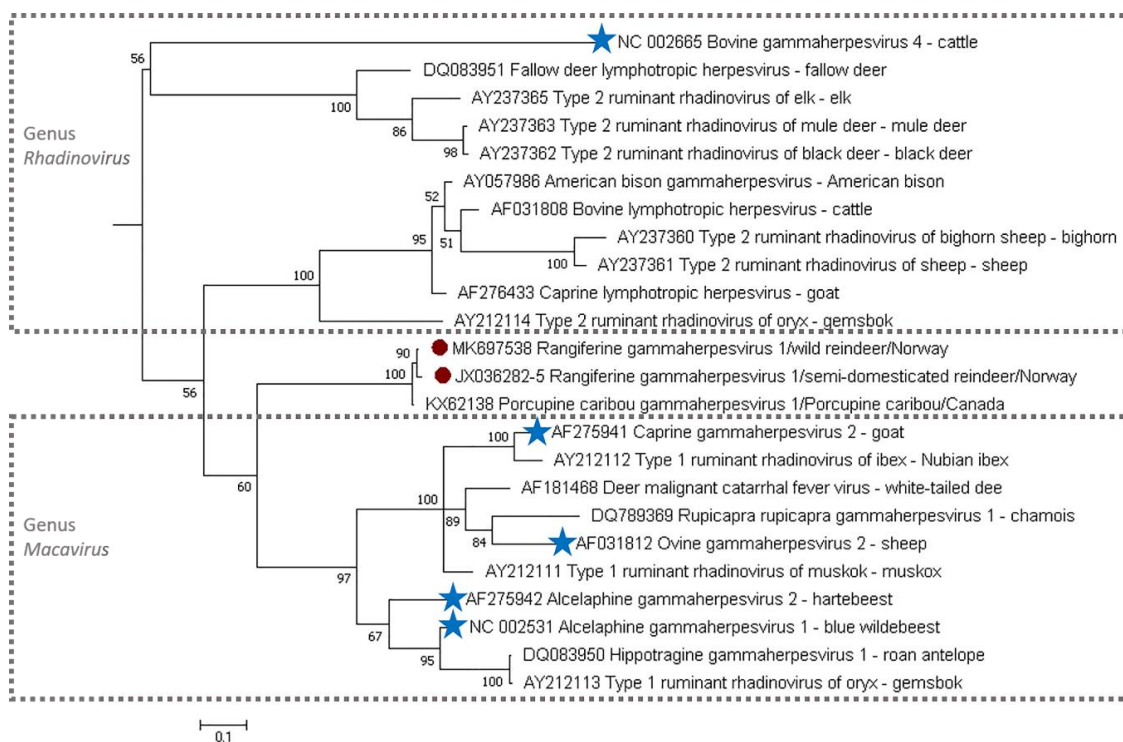 NC 002665 Bovine gammaherpesvirus 4 - cattle
56
DQ083951 Fallow deer lymphotropic herpesvirus - fallow deer
100
AY237365 Type 2 ruminant rhadinovirus of elk - elk
86
AY237363 Type 2 ruminant rhadinovirus of mule deer - mule deer
98
AY237362 Type 2 ruminant rhadinovirus of black deer - black deer
Genus
Rhadinovirus
AY057986 American bison gammaherpesvirus - American bison
52
AF031808 Bovine lymphotropic herpesvirus - cattle
95
51
AY237360 Type 2 ruminant rhadinovirus of bighorn sheep - bighorn
100
AY237361 Type 2 ruminant rhadinovirus of sheep - sheep
100
AF276433 Caprine lymphotropic herpesvirus - goat
AY212114 Type 2 ruminant rhadinovirus of oryx - gemsbok
90
MK697538 Rangiferine gammaherpesvirus 1/wild reindeer/Norway
100
JX036282-5 Rangiferine gammaherpesvirus 1/semi-domesticated reindeer/Norway
56
KX62138 Porcupine caribou gammaherpesvirus 1/Porcupine caribou/Canada
100
AF275941 Caprine gammaherpesvirus 2 - goat
AY212112 Type 1 ruminant rhadinovirus of ibex - Nubian ibex
60
100
AF181468 Deer malignant catarrhal fever virus - white-tailed dee
89
DQ789369 Rupicapra rupicapra gammaherpesvirus 1 - chamois
84
AF031812 Ovine gammaherpesvirus 2 - sheep
Genus
Macavirus
97
AY212111 Type 1 ruminant rhadinovirus of muskok - muskox
AF275942 Alcelaphine gammaherpesvirus 2 - hartebeest
67
NC 002531 Alcelaphine gammaherpesvirus 1 - blue wildebeest
95
DQ083950 Hippotragine gammaherpesvirus 1 - roan antelope
100
AY212113 Type 1 ruminant rhadinovirus of oryx - gemsbok
0.1